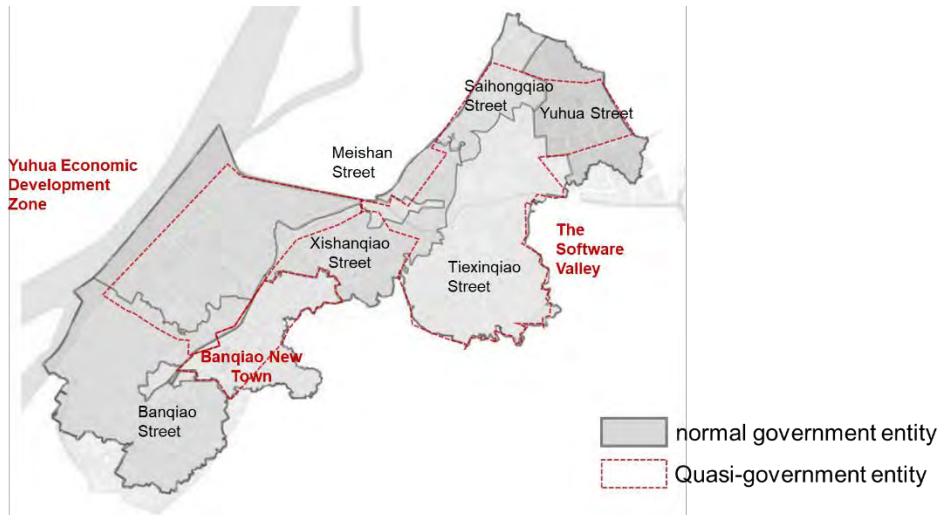 Saihongqiao
Street
Yuhua Street
Meishan
Street
Yuhua Economic
Development
Zone
The
Software
Valley
Xishanqiao
Street
Tiexinqiao
Street
Banqiao New
Town
Banqiao
Street
normal government entity
Quasi-government entity